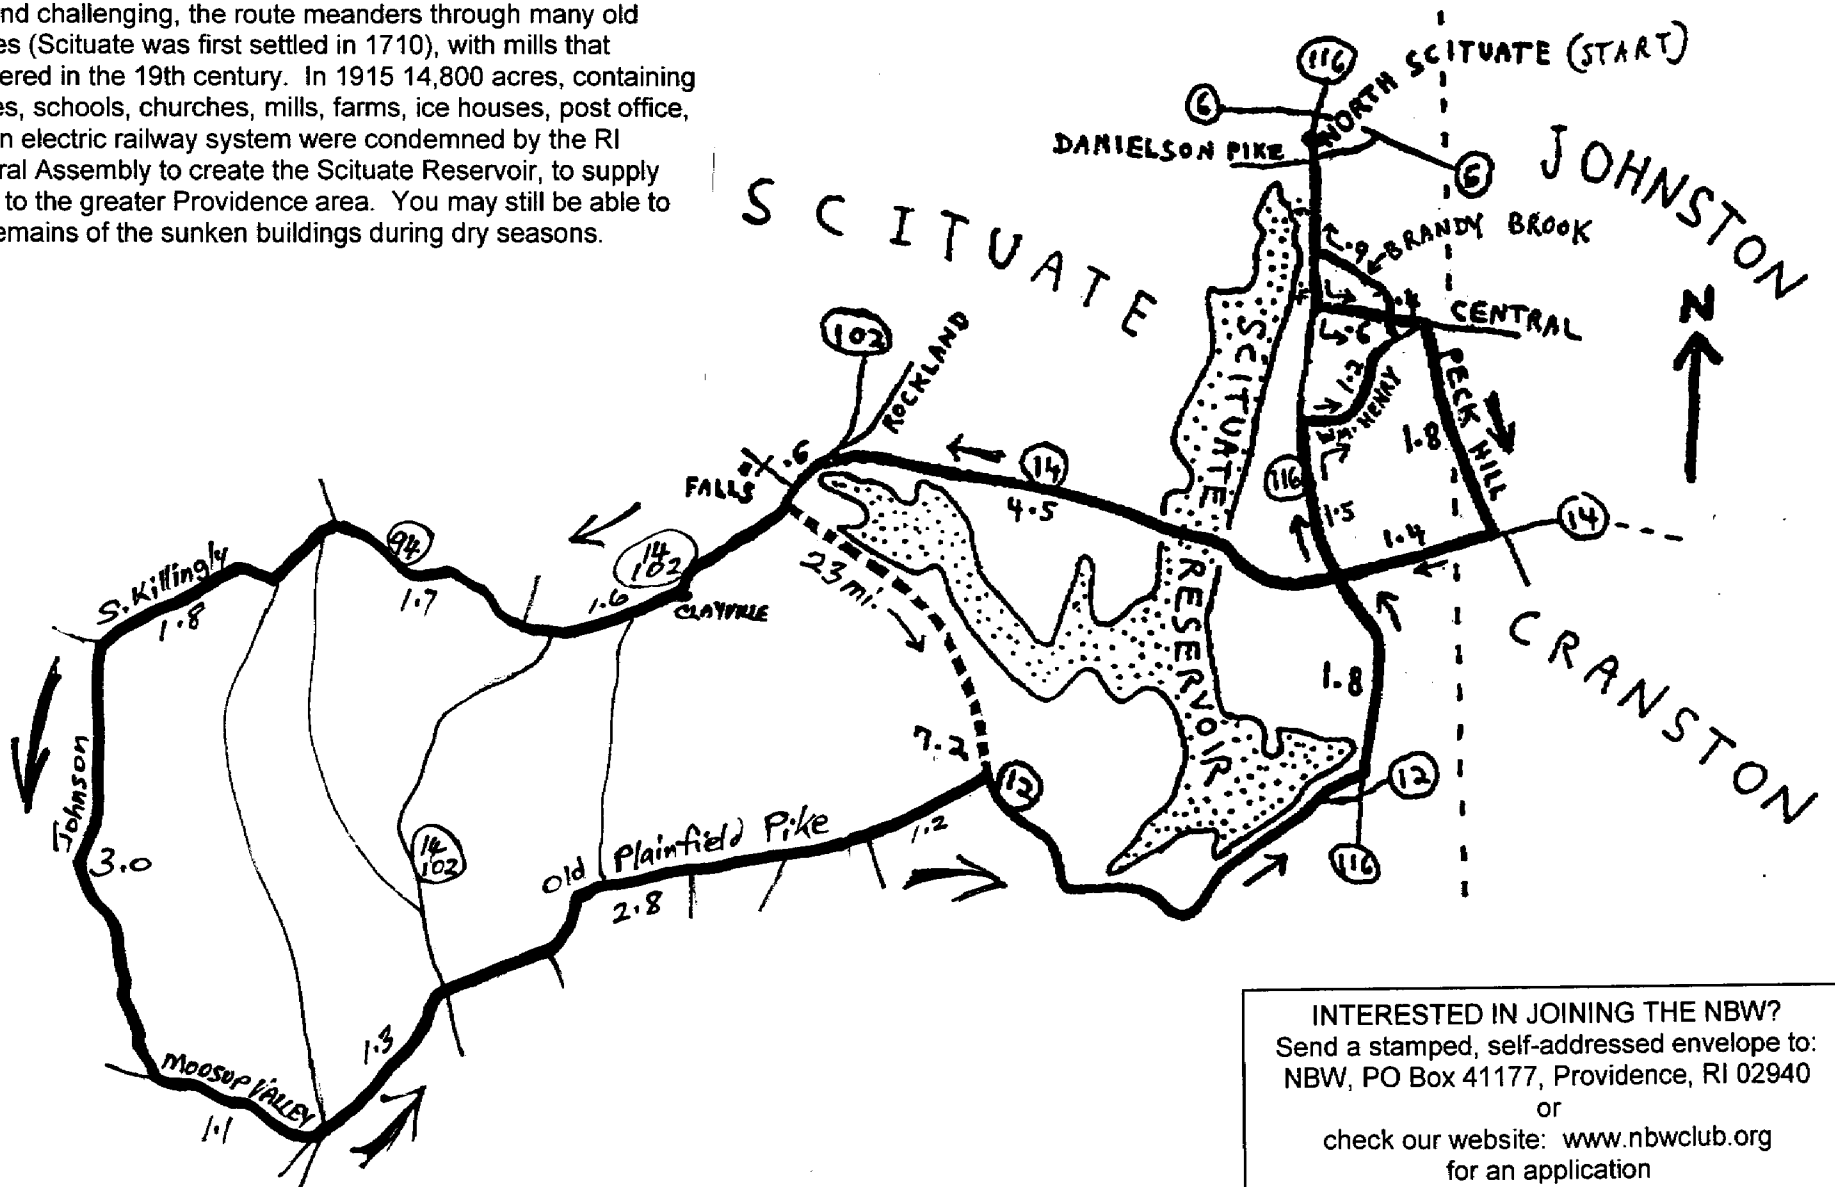 nd challenging, the route meanders through many old
es (Scituate was first settled in 1710), with mills that
ered in the 19th century. In 1915 14,800 acres, containing
es, schools, churches, mills, farms, ice houses, post office,
n electric railway system were condemned by the RI
ral Assembly to create the Scituate Reservoir, to supply
to the greater Providence area. You may still be able to
emains of the sunken buildings during dry seasons.
116
NORTH SCITUATE (START)
6
DANIELSON PIKE
6
JOHNSTON
SCITUATE
.9
BRANDY BROOK
.4
CENTRAL
.6
N
102
ROCKLAND
SCITUATE RESERVOIR
1.2
HENRY
PECK HILL
1.8
.6
FALLS
14
4.5
116
1.5
14
1.4
94
14
102
23 mi.
S. Killingly
1.8
1.7
1.6
CLAYVILLE
CRANSTON
1.8
7.2
12
12
Johnson
3.0
14
102
Old Plainfield Pike
1.2
2.8
116
1.3
MOOSUP VALLEY
1.1
INTERESTED IN JOINING THE NBW?
Send a stamped, self-addressed envelope to:
NBW, PO Box 41177, Providence, RI 02940
or
check our website: www.nbwclub.org
for an application